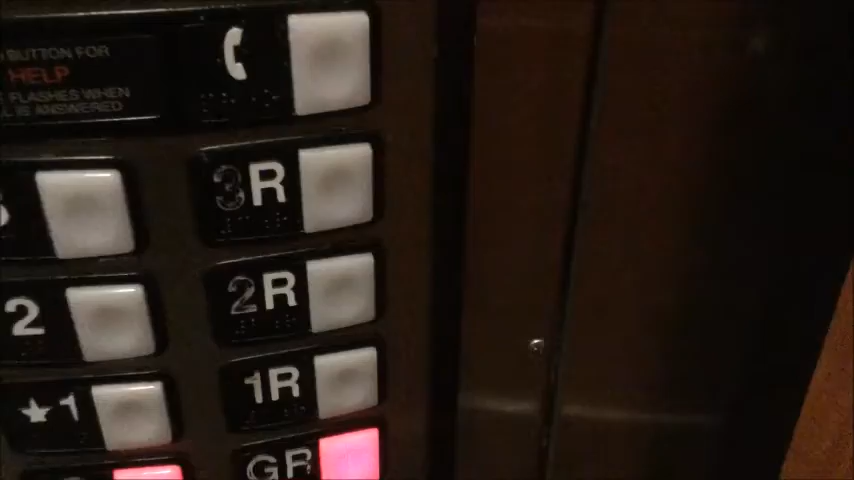 BUTTON FOR
HELP
FLASHES WHEN
IS ANSWERED
3R
2
2R
★1
1R
GR